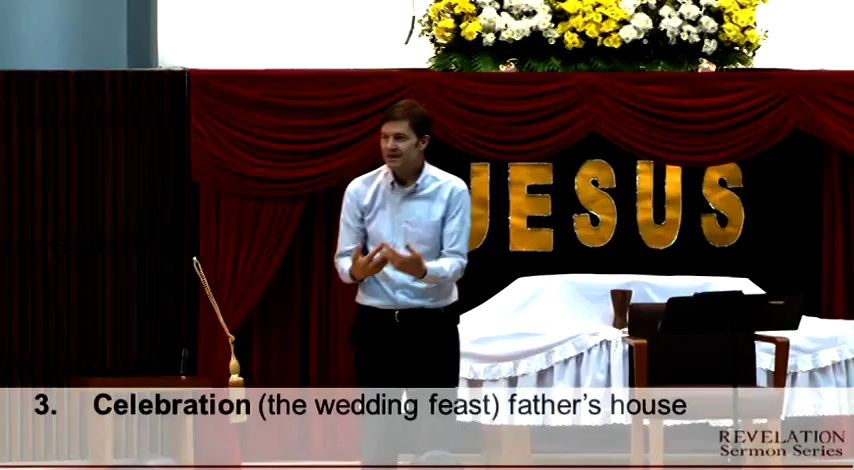 JESUS
3. Celebration (the wedding feast) father's house
REVELATION
Sermon Series